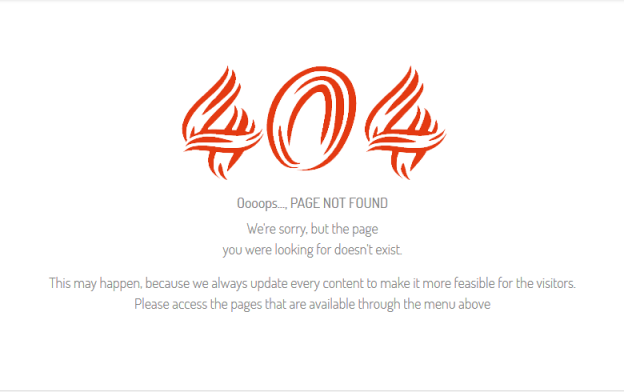 404
Oooops..., PAGE NOT FOUND
We're sorry, but the page
you were looking for doesn't exist.
This may happen, because we always update every content to make it more feasible for the visitors.
Please access the pages that are available through the menu above